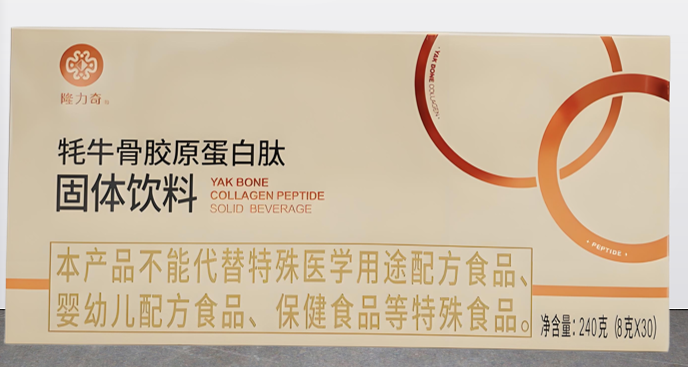 隆力奇
YAK BONE COLLAGEN
牦牛骨胶原蛋白肽
固体饮料
YAK BONE
COLLAGEN PEPTIDE
SOLID BEVERAGE
PEPTIDE
本产品不能代替特殊医学用途配方食品、
婴幼儿配方食品、保健食品等特殊食品。
净含量:240克(8克X30)